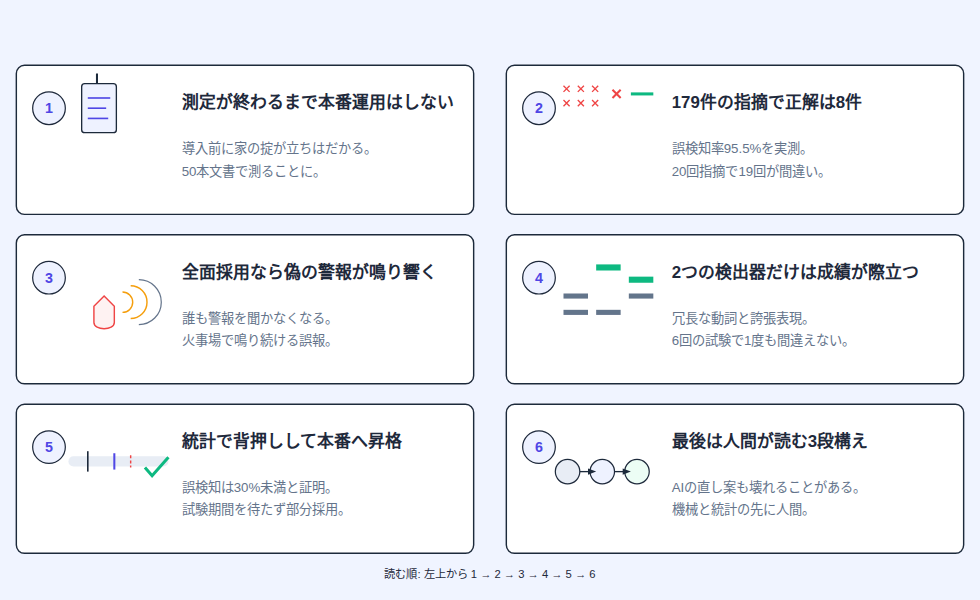 1
測定が終わるまで本番運用はしない
導入前に家の掟が立ちはだかる。
50本文書で測ることに。
2
179件の指摘で正解は8件
誤検知率95.5%を実測。
20回指摘で19回が間違い。
3
全面採用なら偽の警報が鳴り響く
誰も警報を聞かなくなる。
火事場で鳴り続ける誤報。
4
2つの検出器だけは成績が際立つ
冗長な動詞と誇張表現。
6回の試験で1度も間違えない。
5
統計で背押しして本番へ昇格
誤検知は30%未満と証明。
試験期間を待たず部分採用。
6
最後は人間が読む3段構え
AIの直し案も壊れることがある。
機械と統計の先に人間。
読む順: 左上から 1 → 2 → 3 → 4 → 5 → 6